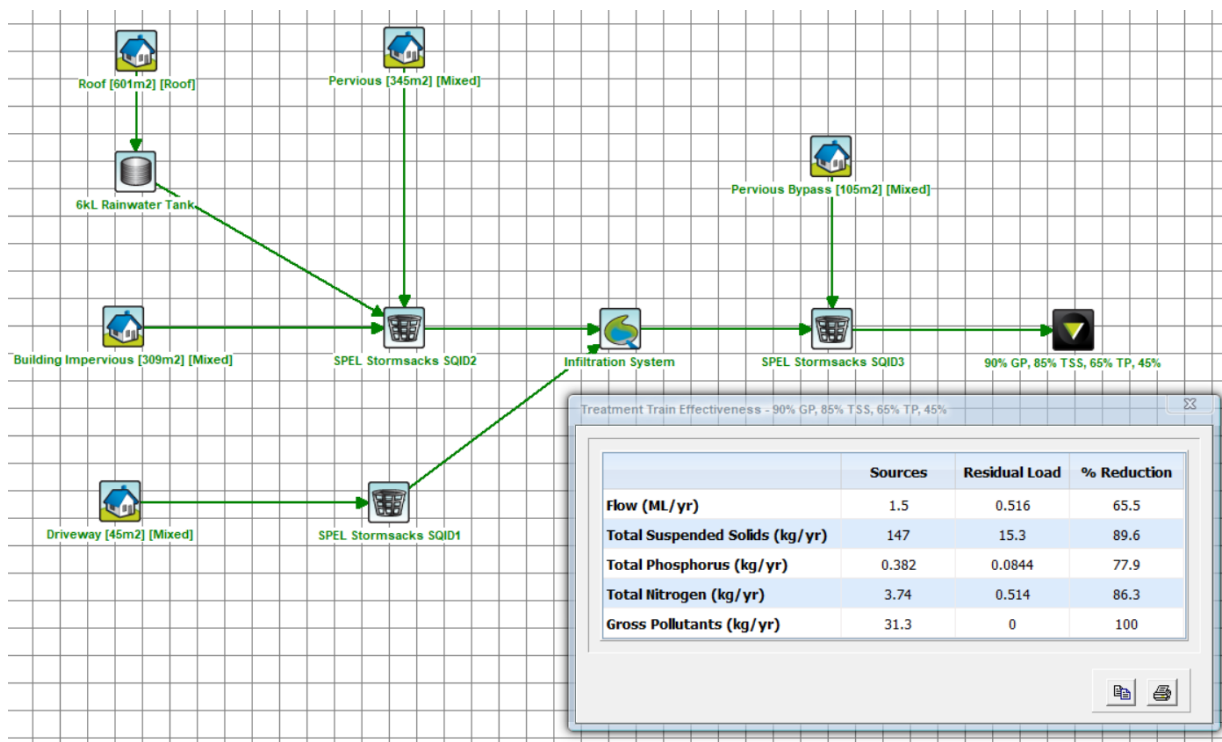 Roof [601m2] [Roof]
Pervious [345m2] [Mixed]
6kL Rainwater Tank
Pervious Bypass [105m2] [Mixed]
Building Impervious [309m2] [Mixed]
SPEL Stormsacks SQID2
Infiltration System
SPEL Stormsacks SQID3
90% GP, 85% TSS, 65% TP, 45%
Driveway [45m2] [Mixed]
SPEL Stormsacks SQID1
Treatment Train Effectiveness - 90% GP, 85% TSS, 65% TP, 45%
Sources Residual Load % Reduction
Flow (ML/yr) 1.5 0.516 65.5
Total Suspended Solids (kg/yr) 147 15.3 89.6
Total Phosphorus (kg/yr) 0.382 0.0844 77.9
Total Nitrogen (kg/yr) 3.74 0.514 86.3
Gross Pollutants (kg/yr) 31.3 0 100